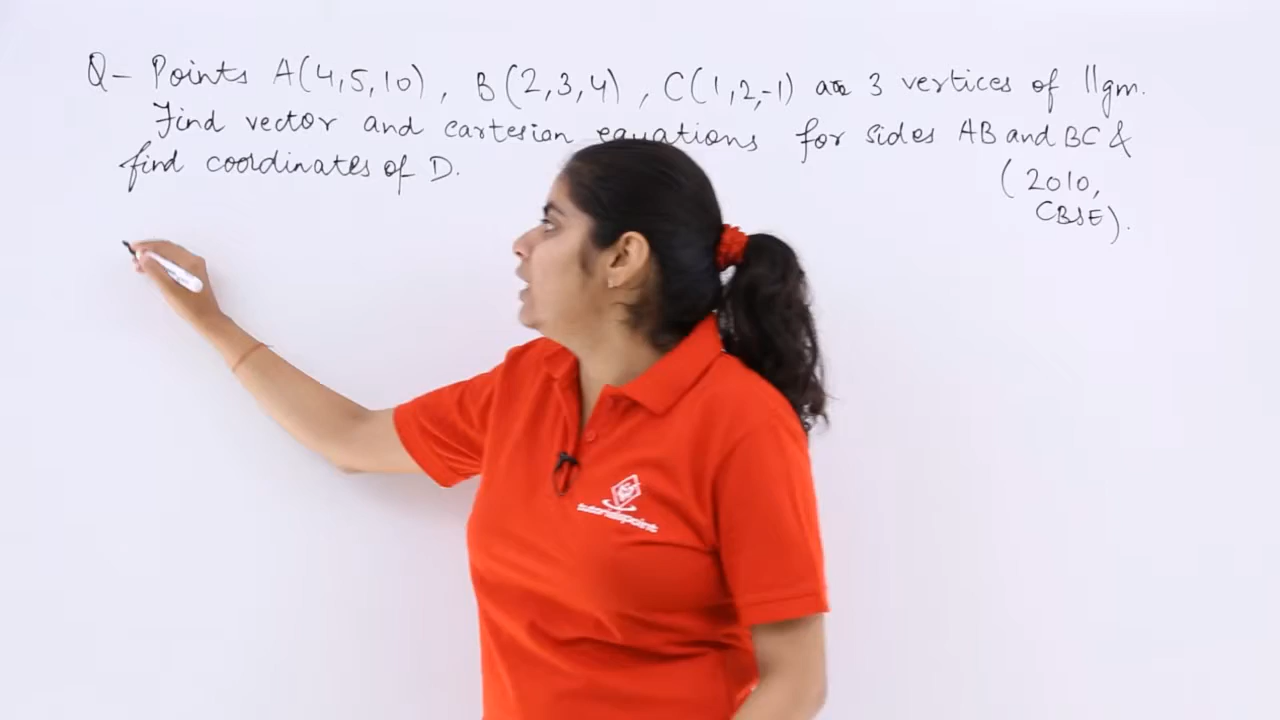 Q- Points A(4,5,10), B(2,3,4), C(1,2,-1) are 3 vertices of ||gm.
Find vector and cartesian equations for sides AB and BC &
find coordinates of D.
(2010,
CBSE).
tutorialspoint